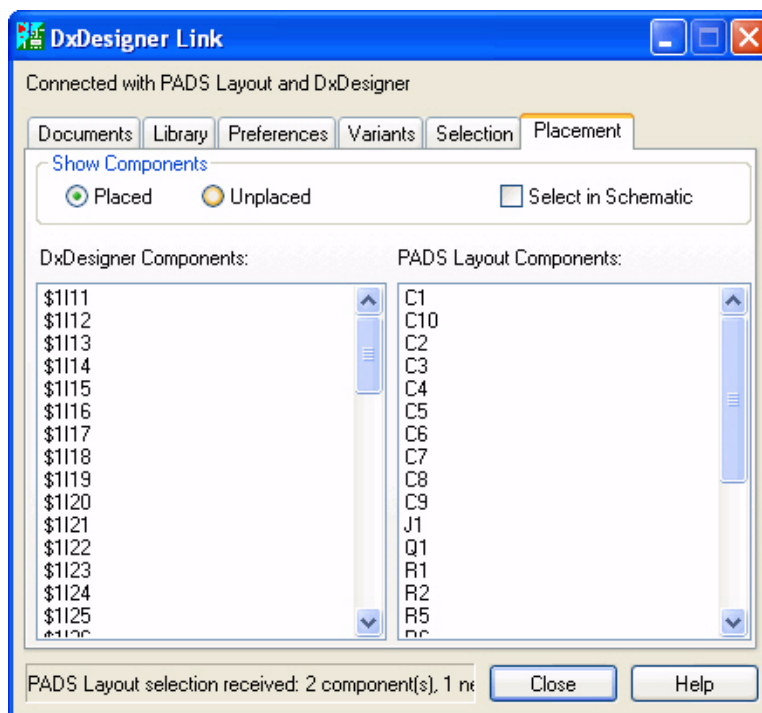 DxDesigner Link
Connected with PADS Layout and DxDesigner
Documents Library Preferences Variants Selection Placement
Show Components
Placed Unplaced Select in Schematic
DxDesigner Components: PADS Layout Components:
$1I11
$1I12
$1I13
$1I14
$1I15
$1I16
$1I17
$1I18
$1I19
$1I20
$1I21
$1I22
$1I23
$1I24
$1I25
C1
C10
C2
C3
C4
C5
C6
C7
C8
C9
J1
Q1
R1
R2
R5
PADS Layout selection received: 2 component(s), 1 ne
Close Help